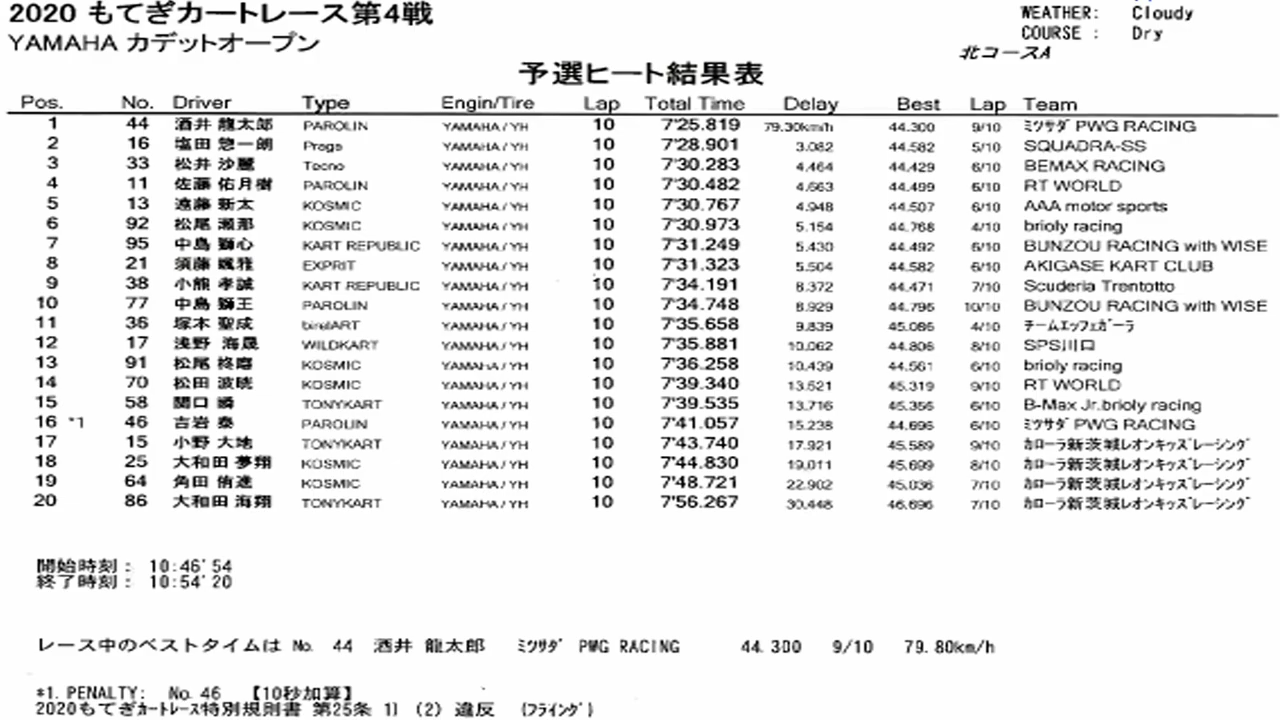 2020 もてぎカートレース第4戦
WEATHER: Cloudy
YAMAHA カデットオープン
COURSE : Dry
北コースA
予選ヒート結果表
Pos. No. Driver Type Engin/Tire Lap Total Time Delay Best Lap Team
1 44 酒井 龍太郎 PAROLIN YAMAHA / YH 10 7'25.819 79.30km/h 44.300 9/10 ﾐﾂｻﾀﾞ PWG RACING
2 16 塩田 惣一朗 Praga YAMAHA / YH 10 7'28.901 3.082 44.582 5/10 SQUADRA-SS
3 33 松井 沙麗 Tecno YAMAHA / YH 10 7'30.283 4.464 44.429 6/10 BEMAX RACING
4 11 佐藤 佑月樹 PAROLIN YAMAHA / YH 10 7'30.482 4.663 44.499 6/10 RT WORLD
5 13 遠藤 新太 KOSMIC YAMAHA / YH 10 7'30.767 4.948 44.507 6/10 AAA motor sports
6 92 松尾 瀬那 KOSMIC YAMAHA / YH 10 7'30.973 5.154 44.768 4/10 brioly racing
7 95 中島 獅心 KART REPUBLIC YAMAHA / YH 10 7'31.249 5.430 44.492 6/10 BUNZOU RACING with WISE
8 21 須藤 颯雅 EXPRIT YAMAHA / YH 10 7'31.323 5.504 44.582 6/10 AKIGASE KART CLUB
9 38 小熊 孝誠 KART REPUBLIC YAMAHA / YH 10 7'34.191 8.372 44.471 7/10 Scuderia Trentotto
10 77 中島 獅王 PAROLIN YAMAHA / YH 10 7'34.748 8.929 44.796 10/10 BUNZOU RACING with WISE
11 36 塚本 聖成 birelART YAMAHA / YH 10 7'35.658 9.839 45.086 4/10 ﾁｰﾑｴｯﾌｪｶﾞｰﾗ
12 17 浅野 海晟 WILDKART YAMAHA / YH 10 7'35.881 10.062 44.806 8/10 SPS川口
13 91 松尾 柊磨 KOSMIC YAMAHA / YH 10 7'36.258 10.439 44.561 6/10 brioly racing
14 70 松田 波暁 KOSMIC YAMAHA / YH 10 7'39.340 13.521 45.319 9/10 RT WORLD
15 58 関口 瞬 TONYKART YAMAHA / YH 10 7'39.535 13.716 45.356 6/10 B-Max Jr.brioly racing
16 *1 46 吉岩 泰 PAROLIN YAMAHA / YH 10 7'41.057 15.238 44.696 6/10 ﾐﾂｻﾀﾞ PWG RACING
17 15 小野 大地 TONYKART YAMAHA / YH 10 7'43.740 17.921 45.589 9/10 ｶﾛｰﾗ新茨城ﾚｵﾝｷｯｽﾞﾚｰｼﾝｸﾞ
18 25 大和田 夢翔 KOSMIC YAMAHA / YH 10 7'44.830 19.011 45.699 8/10 ｶﾛｰﾗ新茨城ﾚｵﾝｷｯｽﾞﾚｰｼﾝｸﾞ
19 64 角田 侑進 KOSMIC YAMAHA / YH 10 7'48.721 22.902 45.036 7/10 ｶﾛｰﾗ新茨城ﾚｵﾝｷｯｽﾞﾚｰｼﾝｸﾞ
20 86 大和田 海翔 TONYKART YAMAHA / YH 10 7'56.267 30.448 46.696 7/10 ｶﾛｰﾗ新茨城ﾚｵﾝｷｯｽﾞﾚｰｼﾝｸﾞ
開始時刻 : 10:46'54
終了時刻 : 10:54'20
レース中のベストタイムは No. 44 酒井 龍太郎 ﾐﾂｻﾀﾞ PWG RACING 44.300 9/10 79.80km/h
*1. PENALTY: No. 46 【10秒加算】
2020もてぎｶｰﾄﾚｰｽ特別規則書 第25条 1) (2) 違反 (ﾌﾗｲﾝｸﾞ)